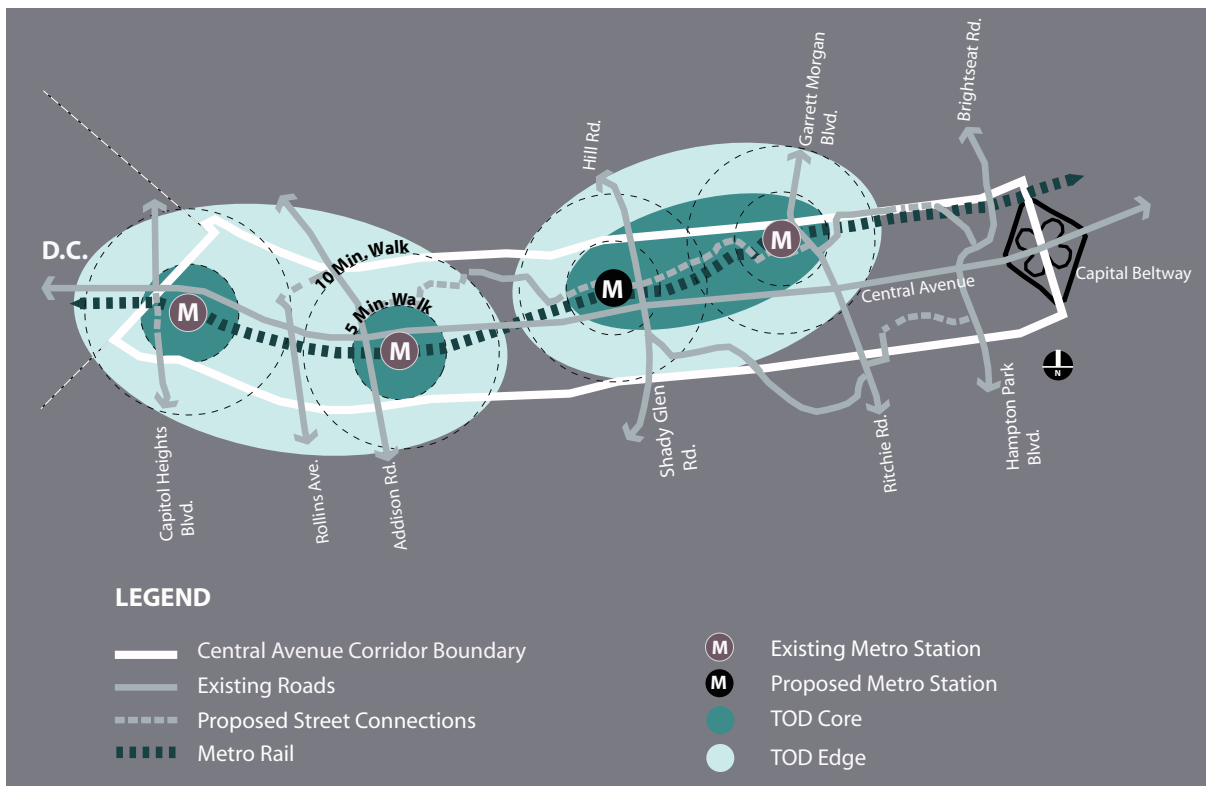 Brightseat Rd.
Garrett Morgan
Blvd.
Hill Rd.
D.C.
10 Min. Walk
5 Min. Walk
M
M
M
M
Central Avenue
Capital Beltway
N
Capitol Heights
Blvd.
Rollins Ave.
Addison Rd.
Shady Glen
Rd.
Ritchie Rd.
Hampton Park
Blvd.
LEGEND
Central Avenue Corridor Boundary
Existing Roads
Proposed Street Connections
Metro Rail
M Existing Metro Station
M Proposed Metro Station
TOD Core
TOD Edge